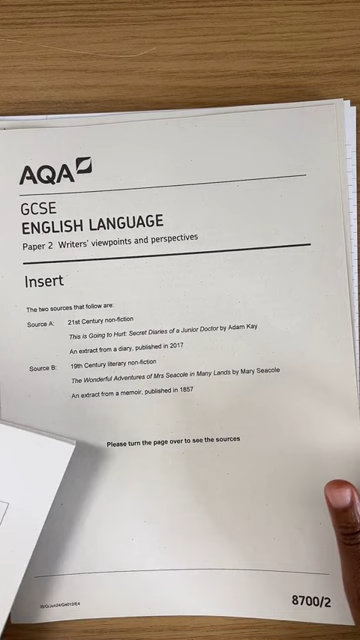 AQA
GCSE
ENGLISH LANGUAGE
Paper 2 Writers' viewpoints and perspectives
Insert
The two sources that follow are:
Source A: 21st Century non-fiction
This is Going to Hurt: Secret Diaries of a Junior Doctor by Adam Kay
An extract from a diary, published in 2017
Source B: 19th Century literary non-fiction
The Wonderful Adventures of Mrs Seacole in Many Lands by Mary Seacole
An extract from a memoir, published in 1857
Please turn the page over to see the sources
8700/2